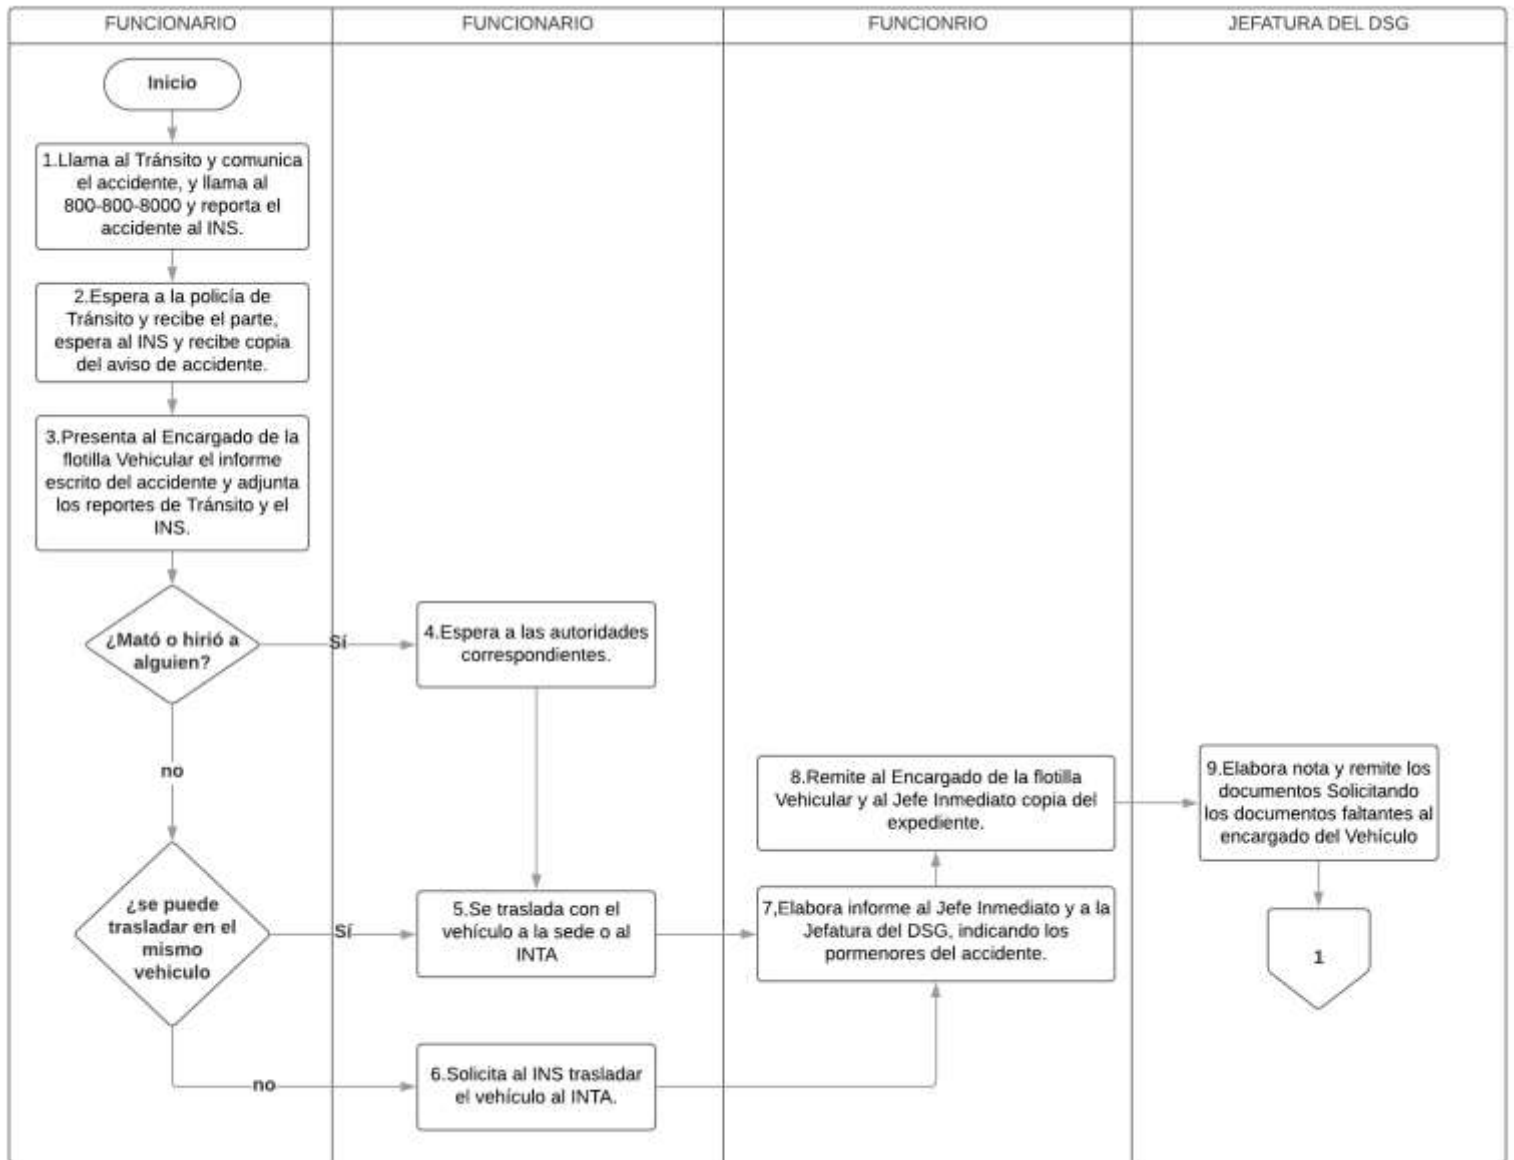 FUNCIONARIO
FUNCIONARIO
FUNCIONRIO
JEFATURA DEL DSG
Inicio
1.Llama al Tránsito y comunica
el accidente, y llama al
800-800-8000 y reporta el
accidente al INS.
2.Espera a la policía de
Tránsito y recibe el parte,
espera al INS y recibe copia
del aviso de accidente.
3.Presenta al Encargado de la
flotilla Vehicular el informe
escrito del accidente y adjunta
los reportes de Tránsito y el
INS.
¿Mató o hirió a
alguien?
Sí
4.Espera a las autoridades
correspondientes.
no
8.Remite al Encargado de la flotilla
Vehicular y al Jefe Inmediato copia del
expediente.
9.Elabora nota y remite los
documentos Solicitando
los documentos faltantes al
encargado del Vehículo
¿se puede
trasladar en el
mismo
vehiculo
Sí
5.Se traslada con el
vehículo a la sede o al
INTA
7,Elabora informe al Jefe Inmediato y a la
Jefatura del DSG, indicando los
pormenores del accidente.
1
no
6.Solicita al INS trasladar
el vehículo al INTA.